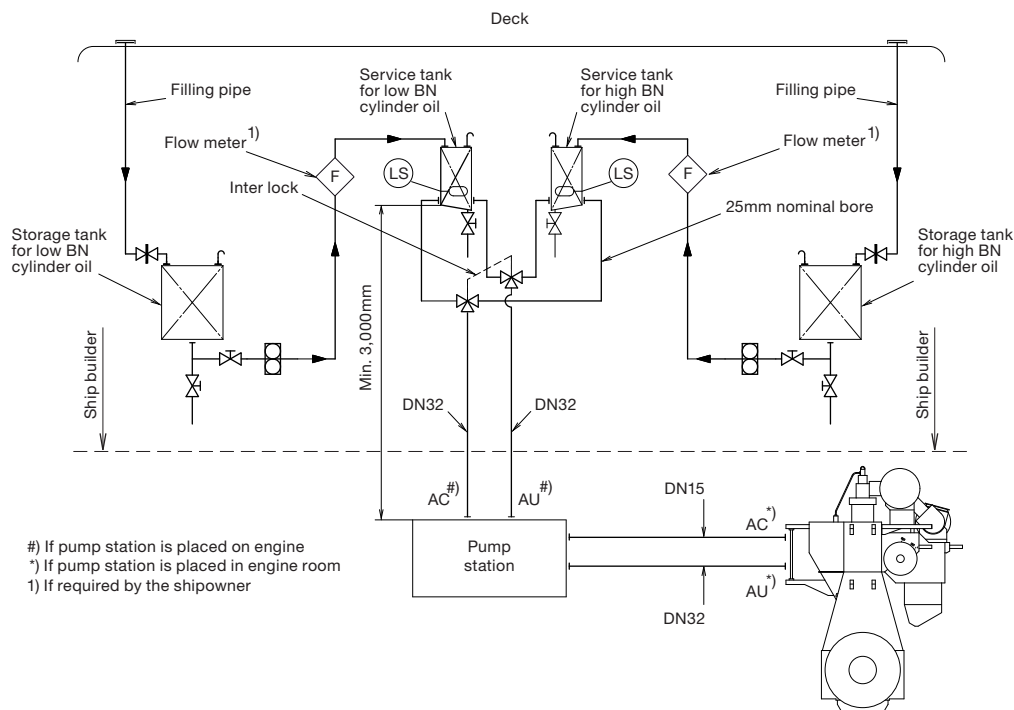 Deck
Filling pipe
Service tank
for low BN
cylinder oil
Service tank
for high BN
cylinder oil
Filling pipe
Flow meter 1)
F
LS
LS
F
Flow meter 1)
Inter lock
25mm nominal bore
Storage tank
for low BN
cylinder oil
Storage tank
for high BN
cylinder oil
Min. 3,000mm
Ship builder
Ship builder
DN32
DN32
AC #)
AU #)
DN15
AC *)
Pump
station
AU *)
DN32
#) If pump station is placed on engine
*) If pump station is placed in engine room
1) If required by the shipowner